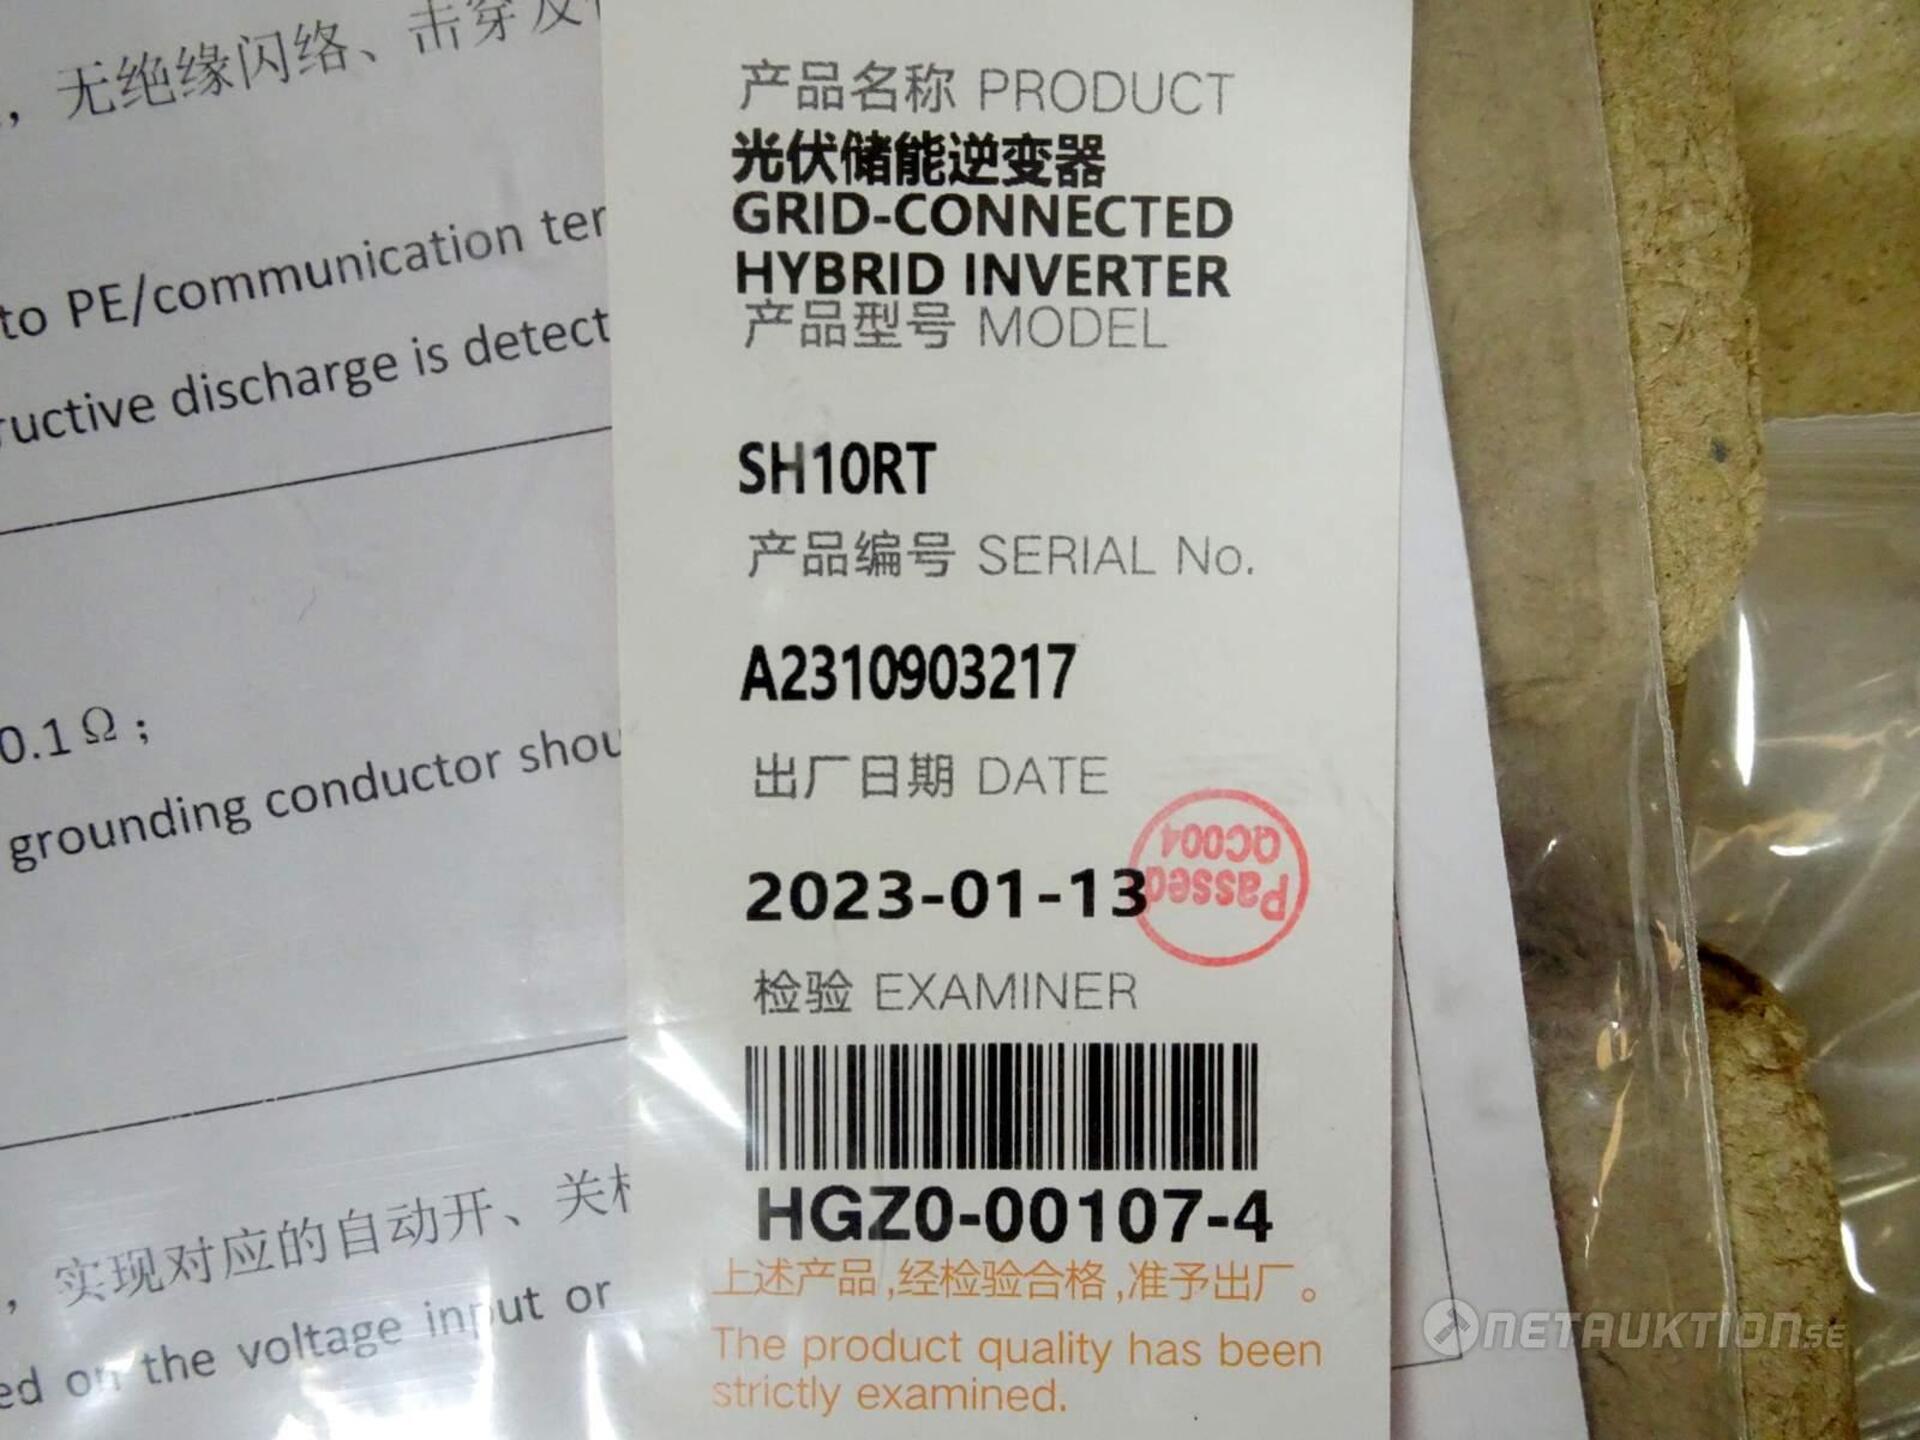 ，无绝缘闪络、击穿及
to PE/communication ter
ructive discharge is detect
0.1Ω；
grounding conductor shou
，实现对应的自动开、关
ed on the voltage input or
产品名称 PRODUCT
光伏储能逆变器
GRID-CONNECTED
HYBRID INVERTER
产品型号 MODEL
SH10RT
产品编号 SERIAL No.
A2310903217
出厂日期 DATE
2023-01-13
Passed
QC004
检验 EXAMINER
HGZ0-00107-4
上述产品,经检验合格,准予出厂。
The product quality has been
strictly examined.
NETAUKTION.SE